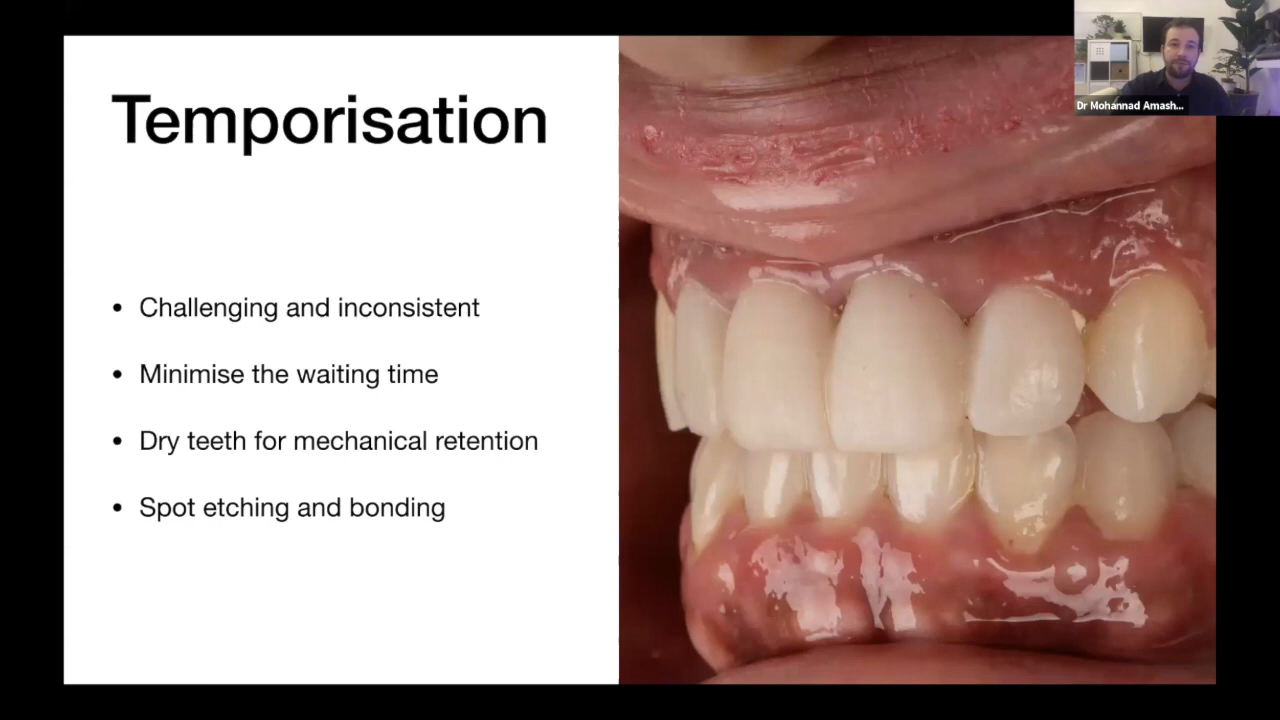 Temporisation
• Challenging and inconsistent
• Minimise the waiting time
• Dry teeth for mechanical retention
• Spot etching and bonding
Dr Mohannad Amash...